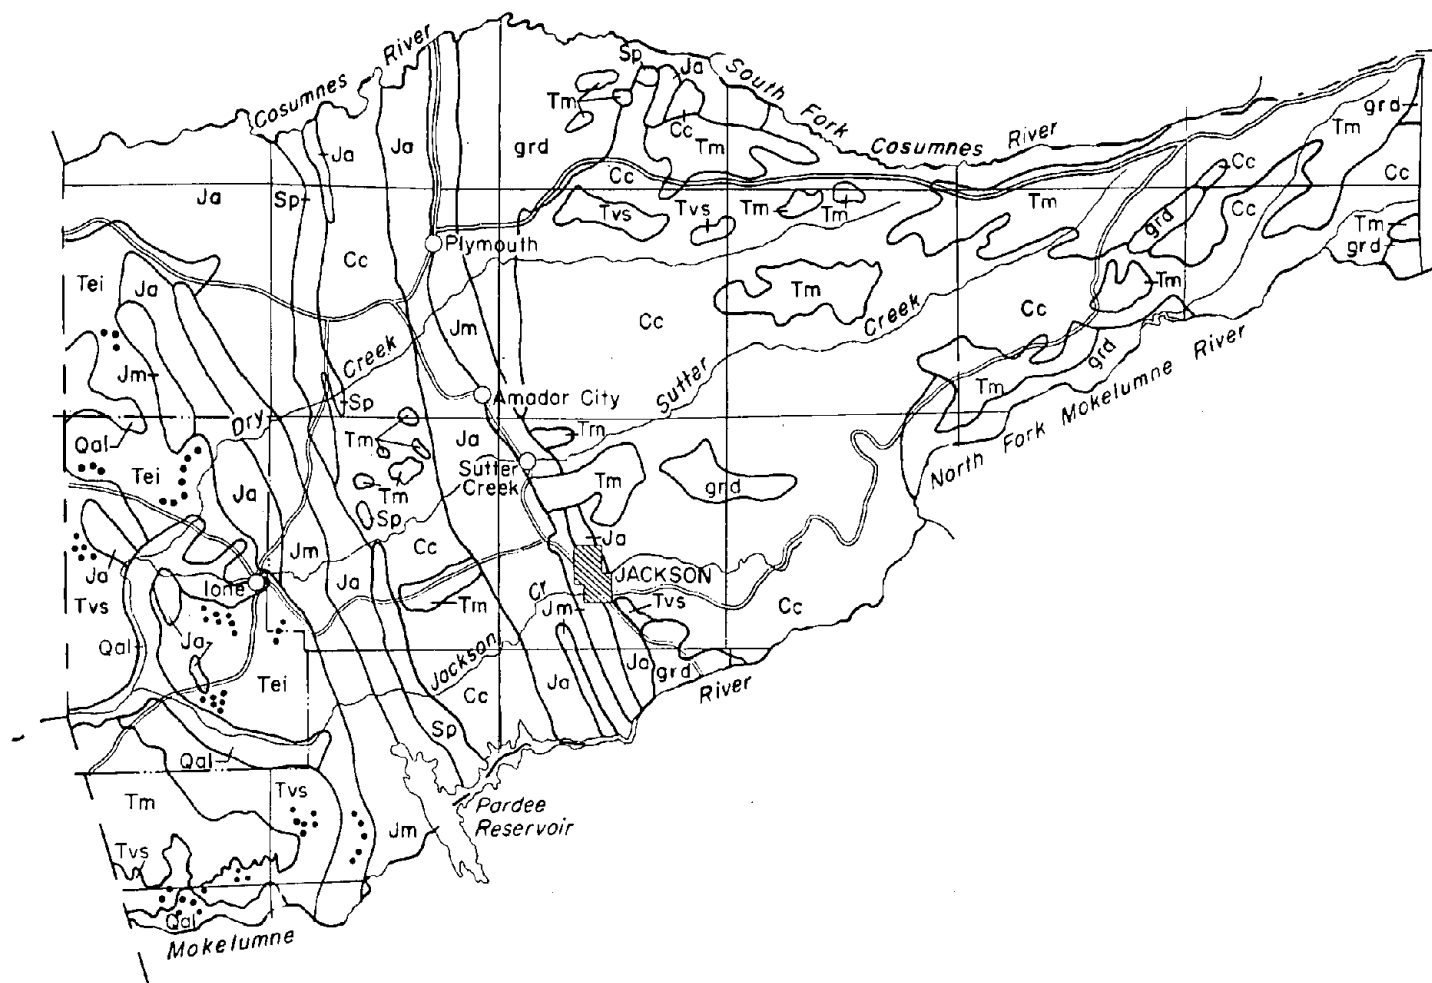 Cosumnes River
South Fork Cosumnes River
Sp
Ja
Tm
Cc
Tm
grd
Ja
Ja
Tm
grd
Cc
Cc
Ja
Sp
Cc
Tvs
Tvs
Tm
Tm
Tm
grd
Cc
Tm
grd
Plymouth
Cc
Tei
Ja
Tm
Tm
Cc
Cc
Jm
Creek
Creek
Sutter
grd
North Fork Mokelumne River
Jm
Tm
Sp
Amador City
Dry
Qal
Tm
Ja
Tm
Tei
Sutter
Creek
Tm
grd
Ja
Tm
Sp
Jm
Cc
Ja
Ja
Ione
Ja
JACKSON
Tvs
Tm
Cr
Jm
Tvs
Cc
Ja
Qal
Jackson
Ja
grd
River
Tei
Cc
Ja
Sp
Qal
Tm
Tvs
Pardee
Reservoir
Jm
Tvs
Qal
Mokelumne